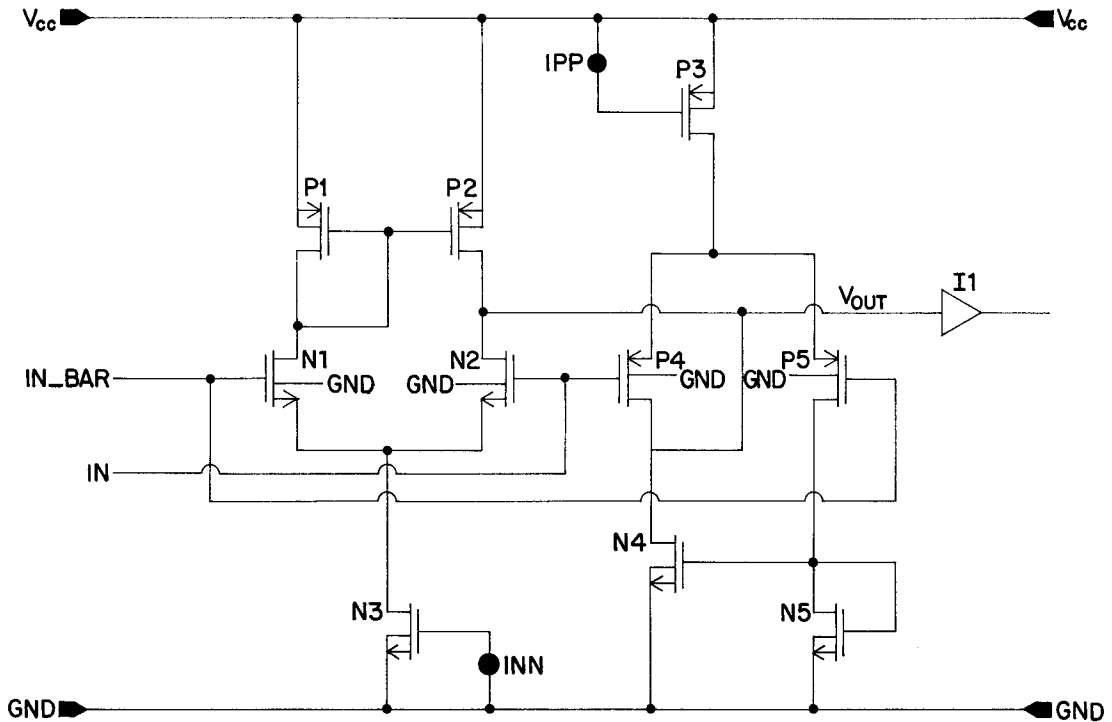 Vcc
Vcc
IPP
P3
P1
P2
I1
VOUT
IN_BAR
N1
GND
N2
GND
P4
GND
P5
GND
IN
N4
N3
INN
N5
GND
GND